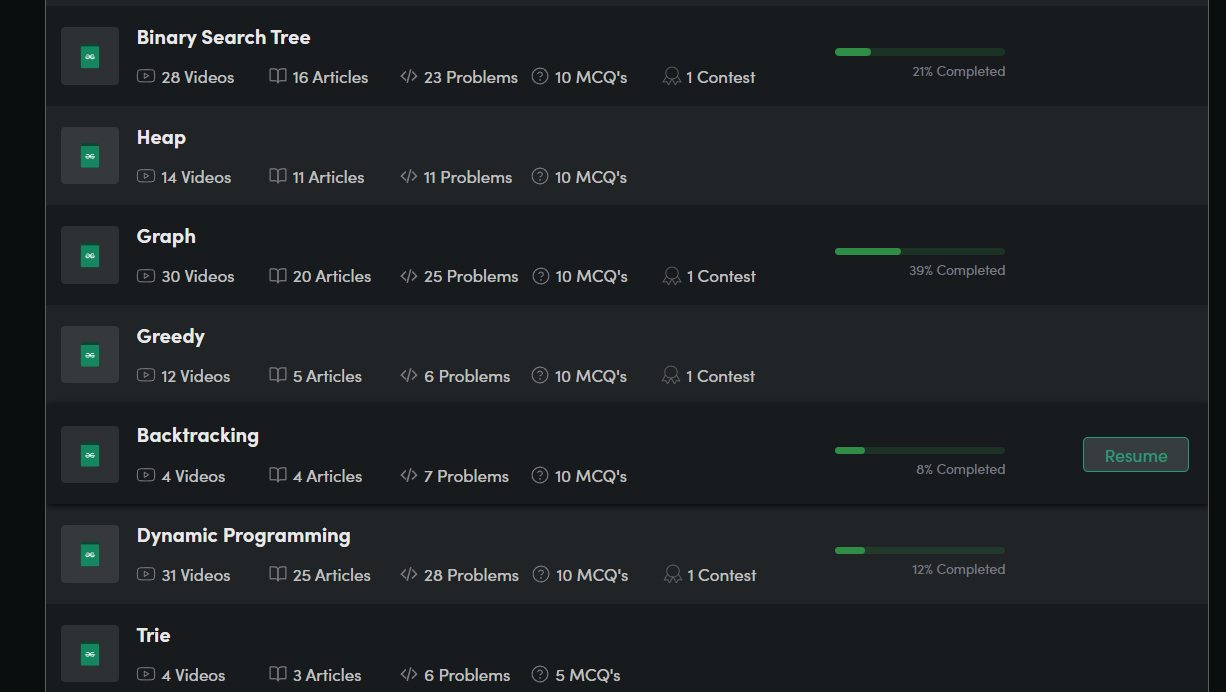 Binary Search Tree
28 Videos 16 Articles 23 Problems 10 MCQ's 1 Contest
21% Completed
Heap
14 Videos 11 Articles 11 Problems 10 MCQ's
Graph
30 Videos 20 Articles 25 Problems 10 MCQ's 1 Contest
39% Completed
Greedy
12 Videos 5 Articles 6 Problems 10 MCQ's 1 Contest
Backtracking
4 Videos 4 Articles 7 Problems 10 MCQ's
8% Completed
Resume
Dynamic Programming
31 Videos 25 Articles 28 Problems 10 MCQ's 1 Contest
12% Completed
Trie
4 Videos 3 Articles 6 Problems 5 MCQ's